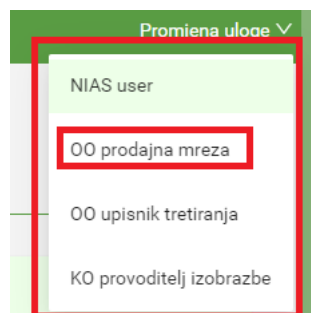 Promjena uloge
NIAS user
OO prodajna mreza
OO upisnik tretiranja
KO provoditelj izobrazbe